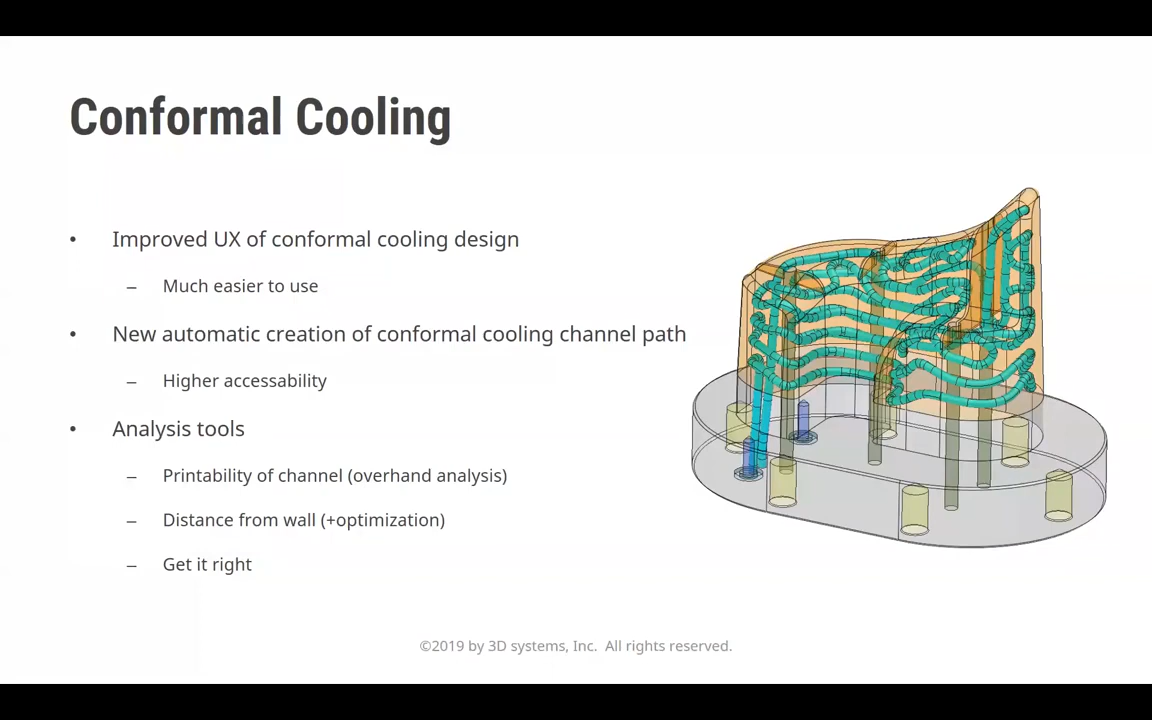 Conformal Cooling
• Improved UX of conformal cooling design
– Much easier to use
• New automatic creation of conformal cooling channel path
– Higher accessability
• Analysis tools
– Printability of channel (overhand analysis)
– Distance from wall (+optimization)
– Get it right
©2019 by 3D systems, Inc. All rights reserved.